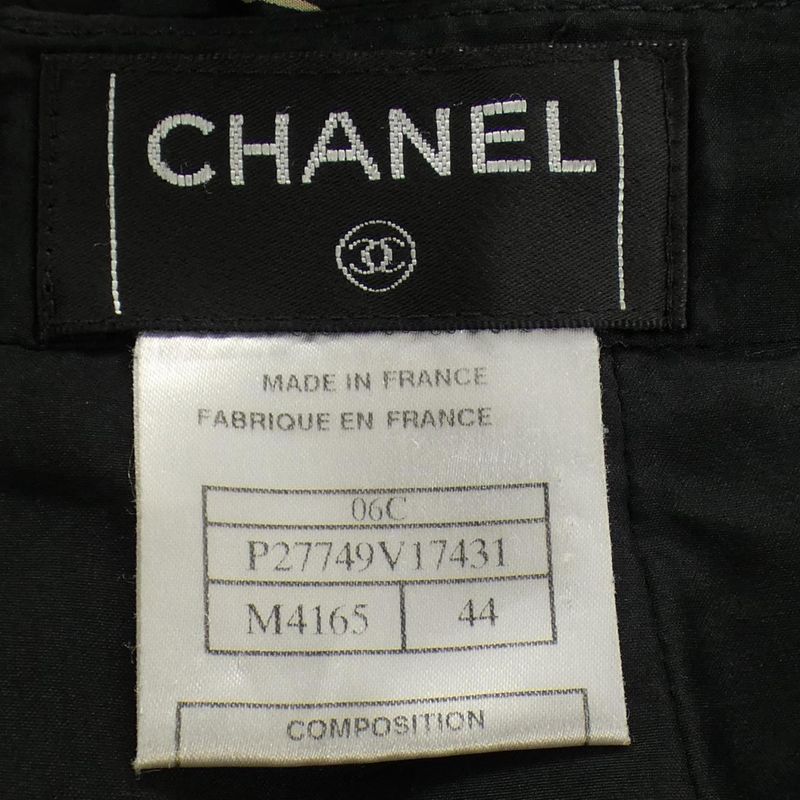 CHANEL
MADE IN FRANCE
FABRIQUE EN FRANCE
06C
P27749V17431
M4165 44
COMPOSITION